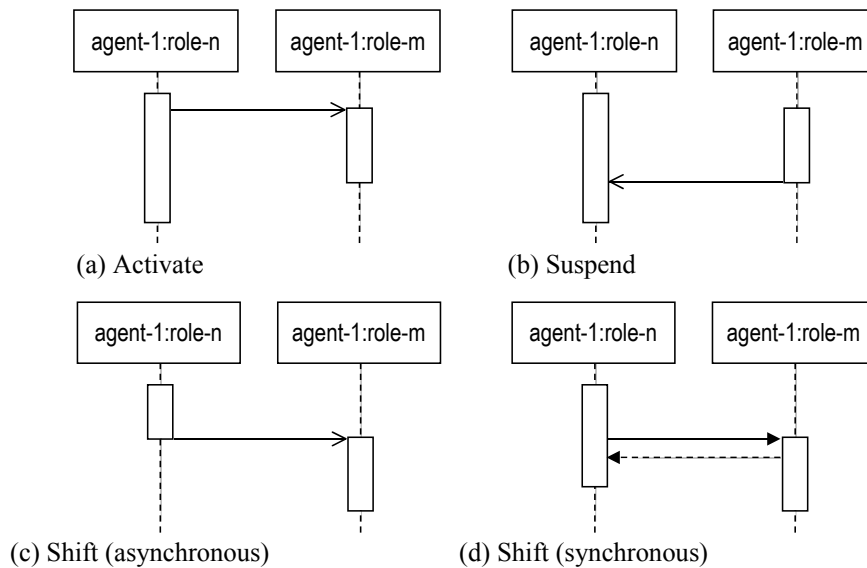 agent-1:role-n
agent-1:role-m
agent-1:role-n
agent-1:role-m
(a) Activate
(b) Suspend
agent-1:role-n
agent-1:role-m
agent-1:role-n
agent-1:role-m
(c) Shift (asynchronous)
(d) Shift (synchronous)